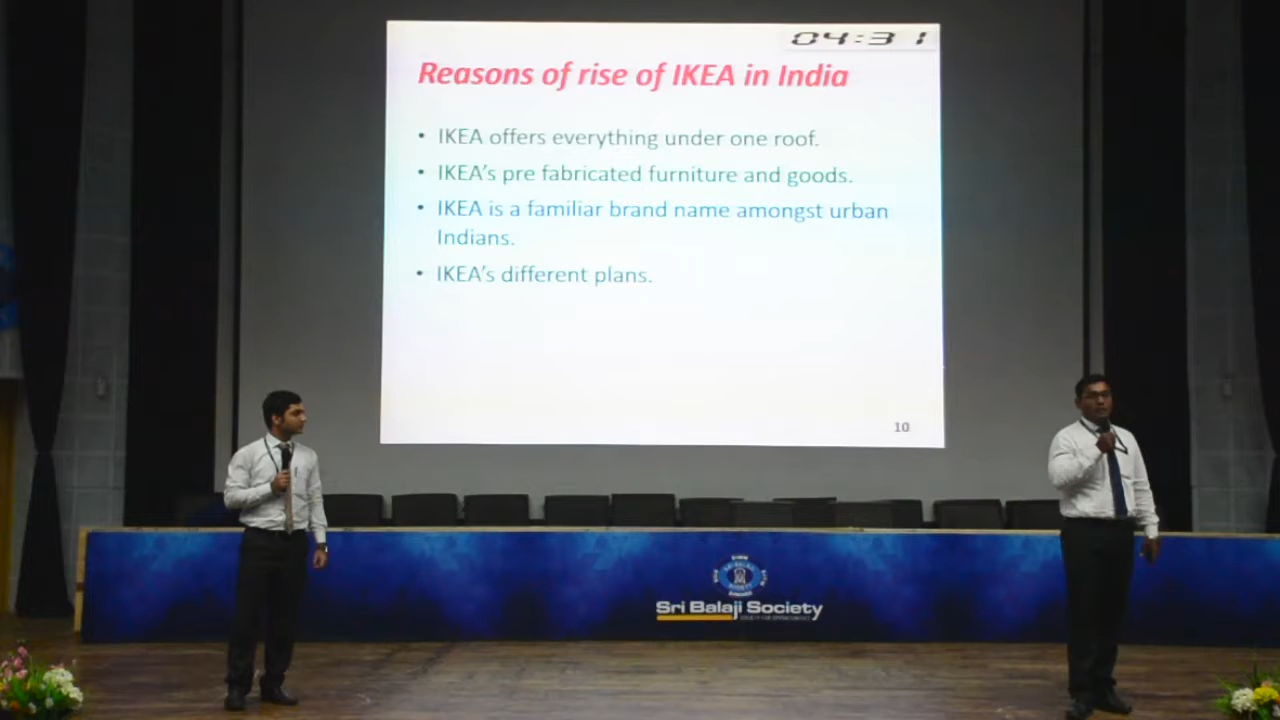 04:31
Reasons of rise of IKEA in India
• IKEA offers everything under one roof.
• IKEA's pre fabricated furniture and goods.
• IKEA is a familiar brand name amongst urban
Indians.
• IKEA's different plans.
10
Sri Balaji Society